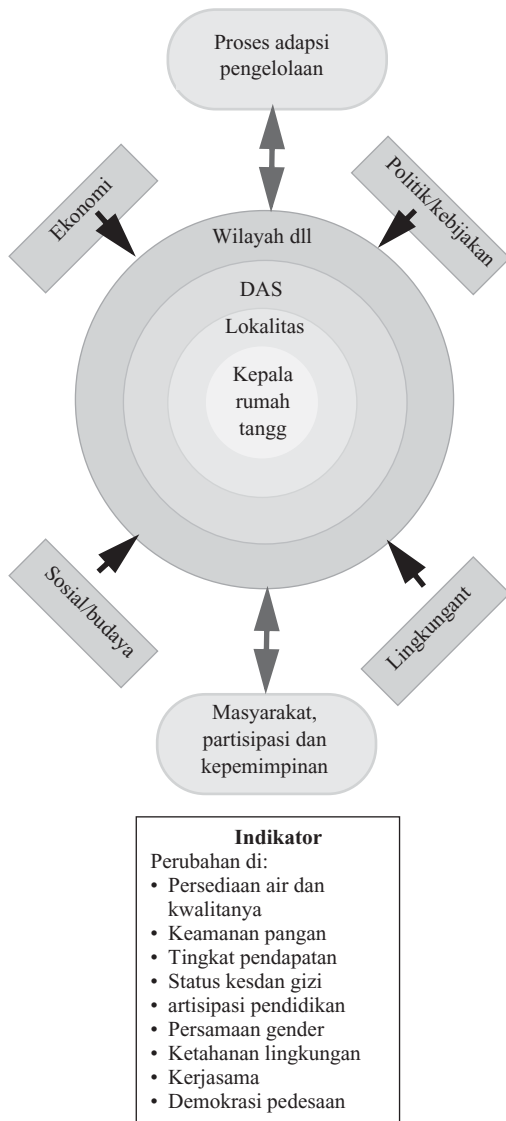 Proses adapsi
pengelolaan
Ekonomi
Politik/kebijakan
Wilayah dll
DAS
Lokalitas
Kepala
rumah
tangg
Sosial/budaya
Lingkungant
Masyarakat,
partisipasi dan
kepemimpinan
Indikator
Perubahan di:
• Persediaan air dan
kwalitanya
• Keamanan pangan
• Tingkat pendapatan
• Status kesdan gizi
• artisipasi pendidikan
• Persamaan gender
• Ketahanan lingkungan
• Kerjasama
• Demokrasi pedesaan